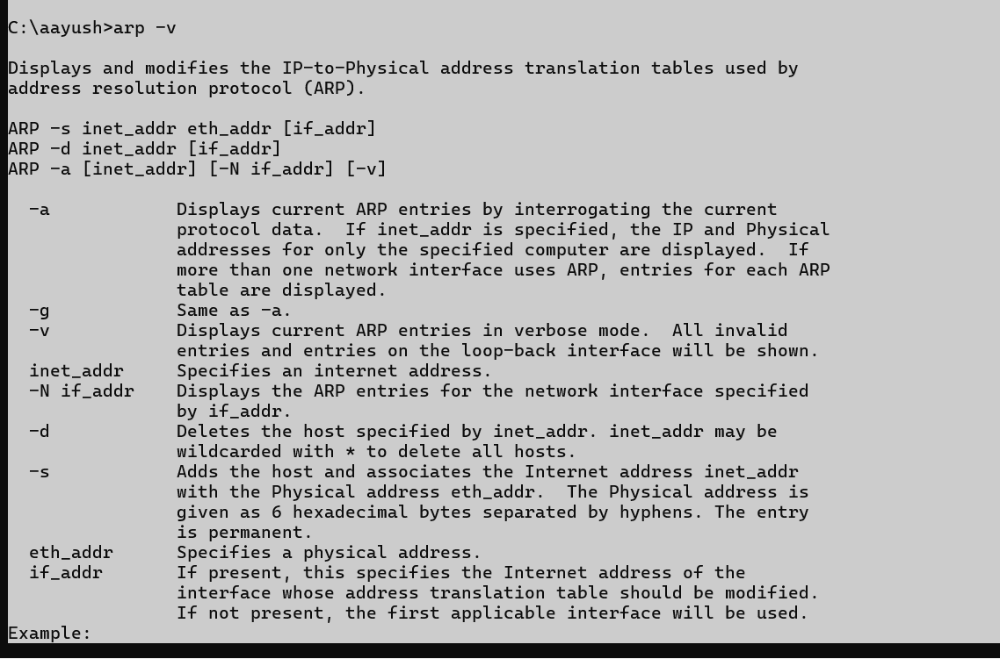 C:\aayush>arp -v
Displays and modifies the IP-to-Physical address translation tables used by
address resolution protocol (ARP).
ARP -s inet_addr eth_addr [if_addr]
ARP -d inet_addr [if_addr]
ARP -a [inet_addr] [-N if_addr] [-v]
-a            Displays current ARP entries by interrogating the current
protocol data.  If inet_addr is specified, the IP and Physical
addresses for only the specified computer are displayed.  If
more than one network interface uses ARP, entries for each ARP
table are displayed.
-g            Same as -a.
-v            Displays current ARP entries in verbose mode.  All invalid
entries and entries on the loop-back interface will be shown.
inet_addr     Specifies an internet address.
-N if_addr    Displays the ARP entries for the network interface specified
by if_addr.
-d            Deletes the host specified by inet_addr. inet_addr may be
wildcarded with * to delete all hosts.
-s            Adds the host and associates the Internet address inet_addr
with the Physical address eth_addr.  The Physical address is
given as 6 hexadecimal bytes separated by hyphens. The entry
is permanent.
eth_addr      Specifies a physical address.
if_addr       If present, this specifies the Internet address of the
interface whose address translation table should be modified.
If not present, the first applicable interface will be used.
Example: